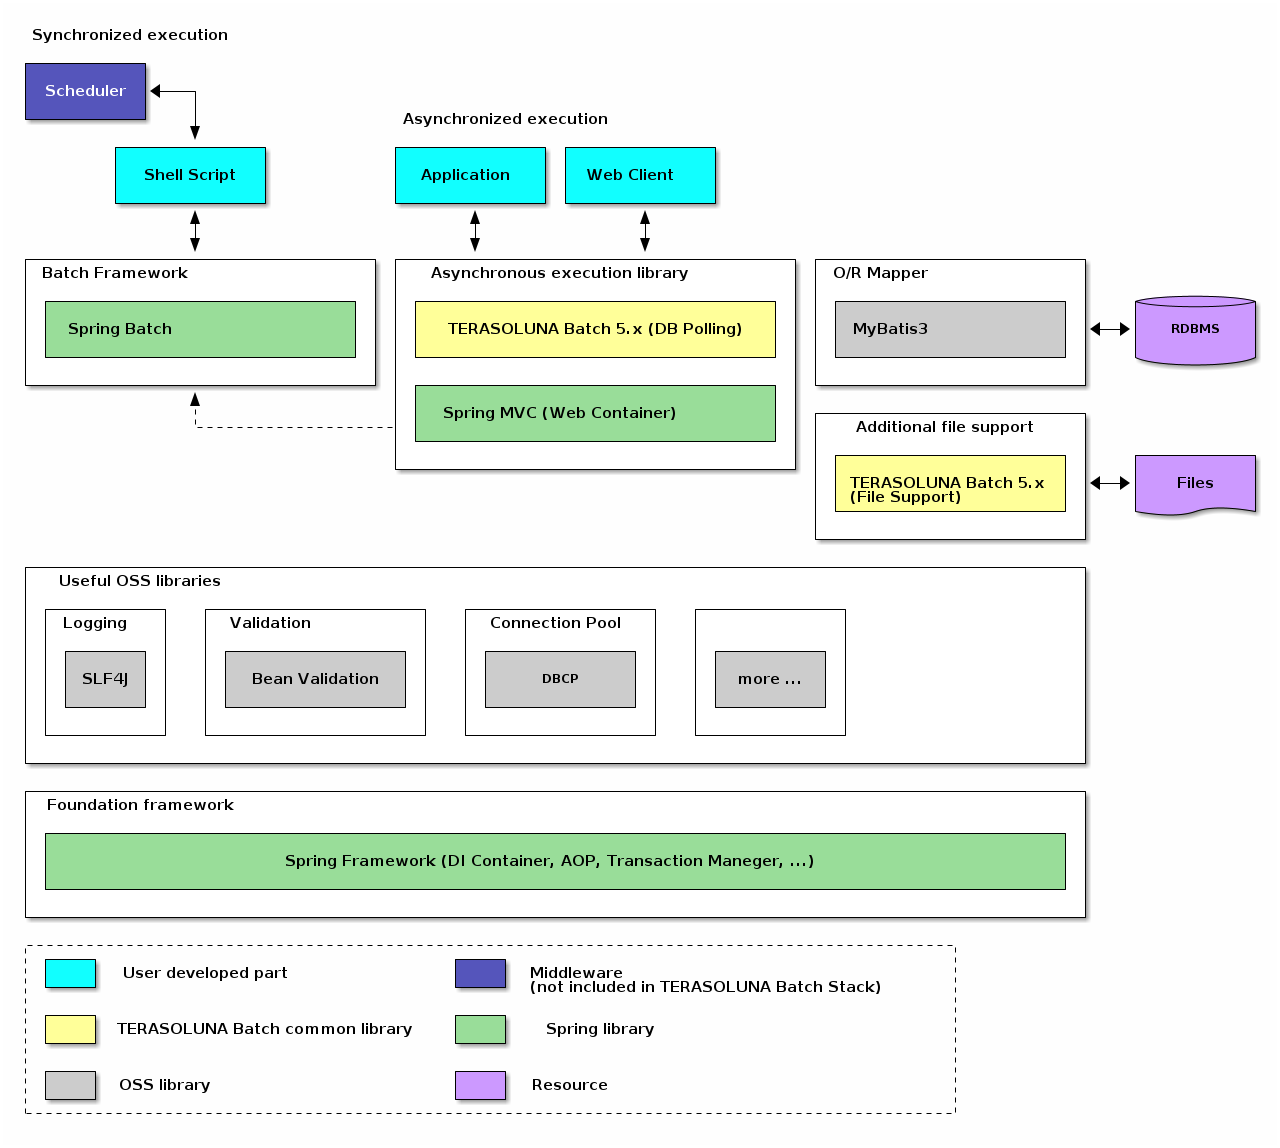 Synchronized execution
Scheduler
Asynchronized execution
Shell Script
Application
Web Client
Batch Framework
Spring Batch
Asynchronous execution library
TERASOLUNA Batch 5.x (DB Polling)
Spring MVC (Web Container)
O/R Mapper
MyBatis3
RDBMS
Additional file support
TERASOLUNA Batch 5.x
(File Support)
Files
Useful OSS libraries
Logging
SLF4J
Validation
Bean Validation
Connection Pool
DBCP
more ...
Foundation framework
Spring Framework (DI Container, AOP, Transaction Maneger, ...)
User developed part
Middleware
(not included in TERASOLUNA Batch Stack)
TERASOLUNA Batch common library
Spring library
OSS library
Resource